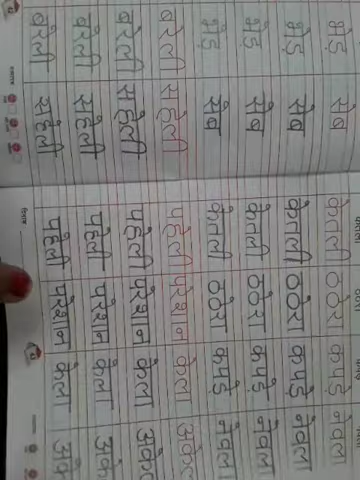 भेड़ सेब
भेड़ सेब
भेड़ सेब
भेड़ सेब
बरेली सहेली
बरेली सहेली
बरेली सहेली
बरेली सहेली
केतली ठठेरा कपड़े नेवला
केतली ठठेरा कपड़े नेवला
केतली ठठेरा कपड़े नेवला
केतली ठठेरा कपड़े नेवला
पहेली परेशान केला
पहेली परेशान केला
पहेली परेशान केला
पहेली परेशान केला